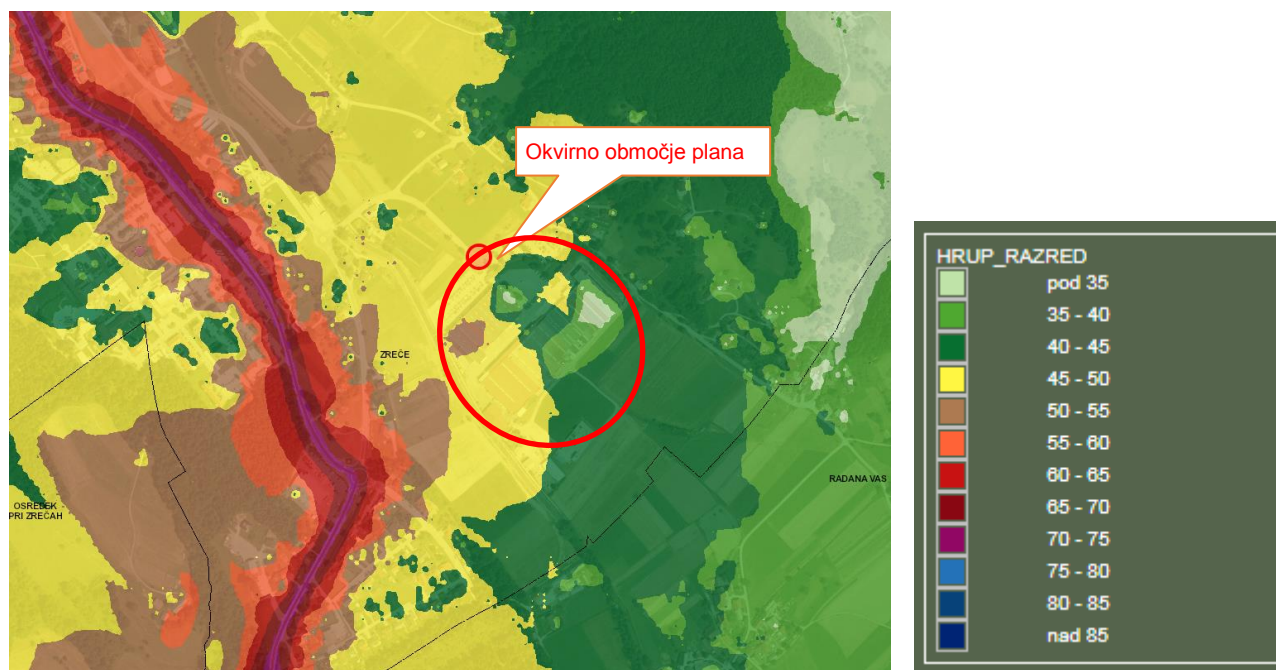 Okvirno območje plana
ZREČE
RADANA VAS
OSREDEK
PRI ZREČAH
HRUP_RAZRED
pod 35
35 - 40
40 - 45
45 - 50
50 - 55
55 - 60
60 - 65
65 - 70
70 - 75
75 - 80
80 - 85
nad 85